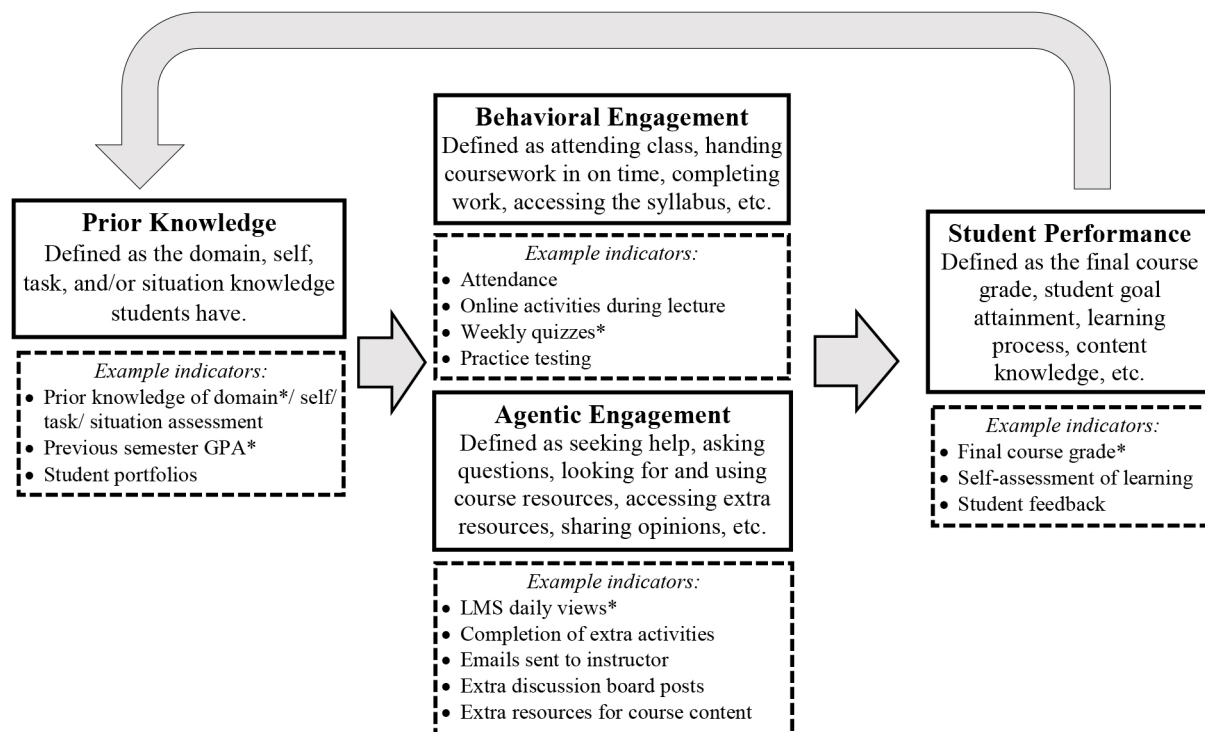 Prior Knowledge
Defined as the domain, self,
task, and/or situation knowledge
students have.
Example indicators:
• Prior knowledge of domain*/ self/
task/ situation assessment
• Previous semester GPA*
• Student portfolios
Behavioral Engagement
Defined as attending class, handing
coursework in on time, completing
work, accessing the syllabus, etc.
Example indicators:
• Attendance
• Online activities during lecture
• Weekly quizzes*
• Practice testing
Agentic Engagement
Defined as seeking help, asking
questions, looking for and using
course resources, accessing extra
resources, sharing opinions, etc.
Example indicators:
• LMS daily views*
• Completion of extra activities
• Emails sent to instructor
• Extra discussion board posts
• Extra resources for course content
Student Performance
Defined as the final course
grade, student goal
attainment, learning
process, content
knowledge, etc.
Example indicators:
• Final course grade*
• Self-assessment of learning
• Student feedback